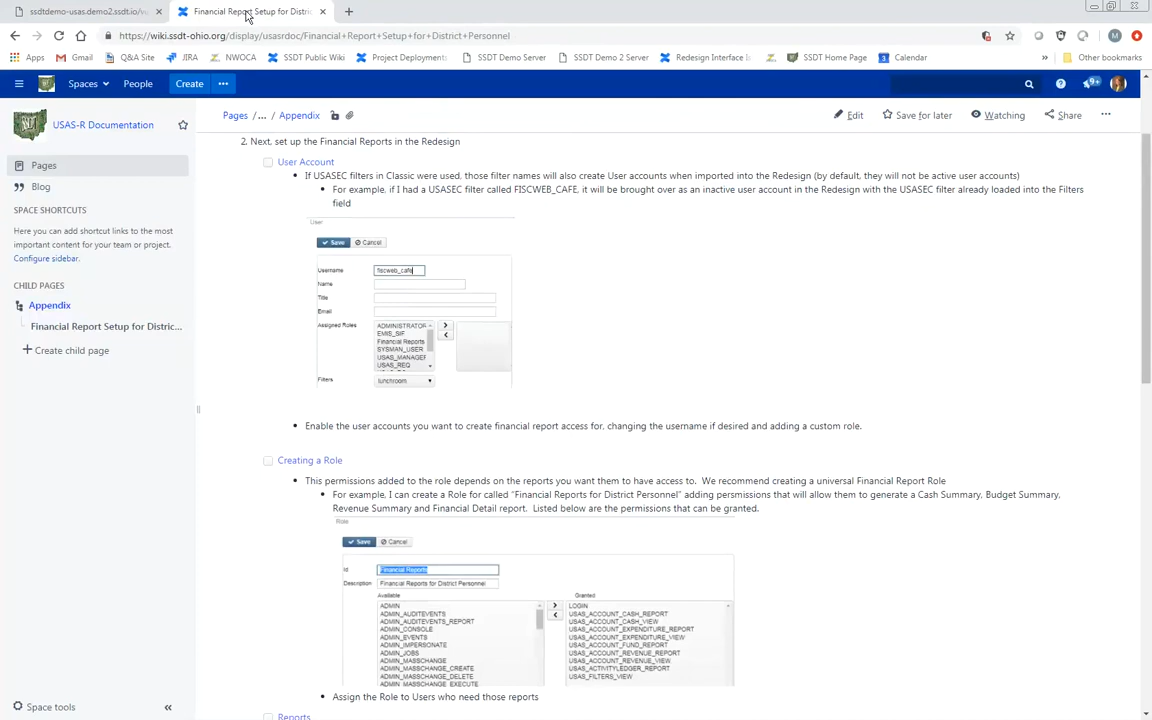 ssdtdemo-usas.demo2.ssdt.io/v
Financial Report Setup for Distri
https://wiki.ssdt-ohio.org/display/usasrdoc/Financial+Report+Setup+for+District+Personnel
Apps Gmail Q&A Site JIRA NWOCA SSDT Public Wiki Project Deployment SSDT Demo Server SSDT Demo 2 Server Redesign Interface SSDT Home Page Calendar » Other bookmarks
Spaces People Create 9+
USAS-R Documentation
Pages / ... / Appendix
Edit Save for later Watching Share
Pages
Blog
SPACE SHORTCUTS
Here you can add shortcut links to the most
important content for your team or project.
Configure sidebar.
CHILD PAGES
Appendix
Financial Report Setup for Distric...
+ Create child page
Space tools «
2. Next, set up the Financial Reports in the Redesign
User Account
If USASEC filters in Classic were used, those filter names will also create User accounts when imported into the Redesign (by default, they will not be active user accounts)
For example, if I had a USASEC filter called FISCWEB_CAFE, it will be brought over as an inactive user account in the Redesign with the USASEC filter already loaded into the Filters
field
User
Save Cancel
Username fiscweb_cafe
Name
Title
Email
Assigned Roles ADMINISTRATOR
EMIS_SIF
Financial Reports
SYSMAN_USER
USAS_MANAGER
USAS_REQ
Filters lunchroom
Enable the user accounts you want to create financial report access for, changing the username if desired and adding a custom role.
Creating a Role
This permissions added to the role depends on the reports you want them to have access to. We recommend creating a universal Financial Report Role
For example, I can create a Role for called "Financial Reports for District Personnel" adding persmissions that will allow them to generate a Cash Summary, Budget Summary,
Revenue Summary and Financial Detail report. Listed below are the permissions that can be granted.
Role
Save Cancel
Id Financial Reports
Description Financial Reports for District Personnel
Available Granted
ADMIN LOGIN
ADMIN_AUDITEVENTS USAS_ACCOUNT_CASH_REPORT
ADMIN_AUDITEVENTS_REPORT USAS_ACCOUNT_CASH_VIEW
ADMIN_CONSOLE USAS_ACCOUNT_EXPENDITURE_REPORT
ADMIN_EVENTS USAS_ACCOUNT_EXPENDITURE_VIEW
ADMIN_IMPERSONATE USAS_ACCOUNT_FUND_REPORT
ADMIN_JOBS USAS_ACCOUNT_REVENUE_REPORT
ADMIN_MASSCHANGE USAS_ACCOUNT_REVENUE_VIEW
ADMIN_MASSCHANGE_CREATE USAS_ACTIVITYLEDGER_REPORT
ADMIN_MASSCHANGE_DELETE USAS_FILTERS_VIEW
ADMIN_MASSCHANGE_EXECUTE
Assign the Role to Users who need those reports
Reports